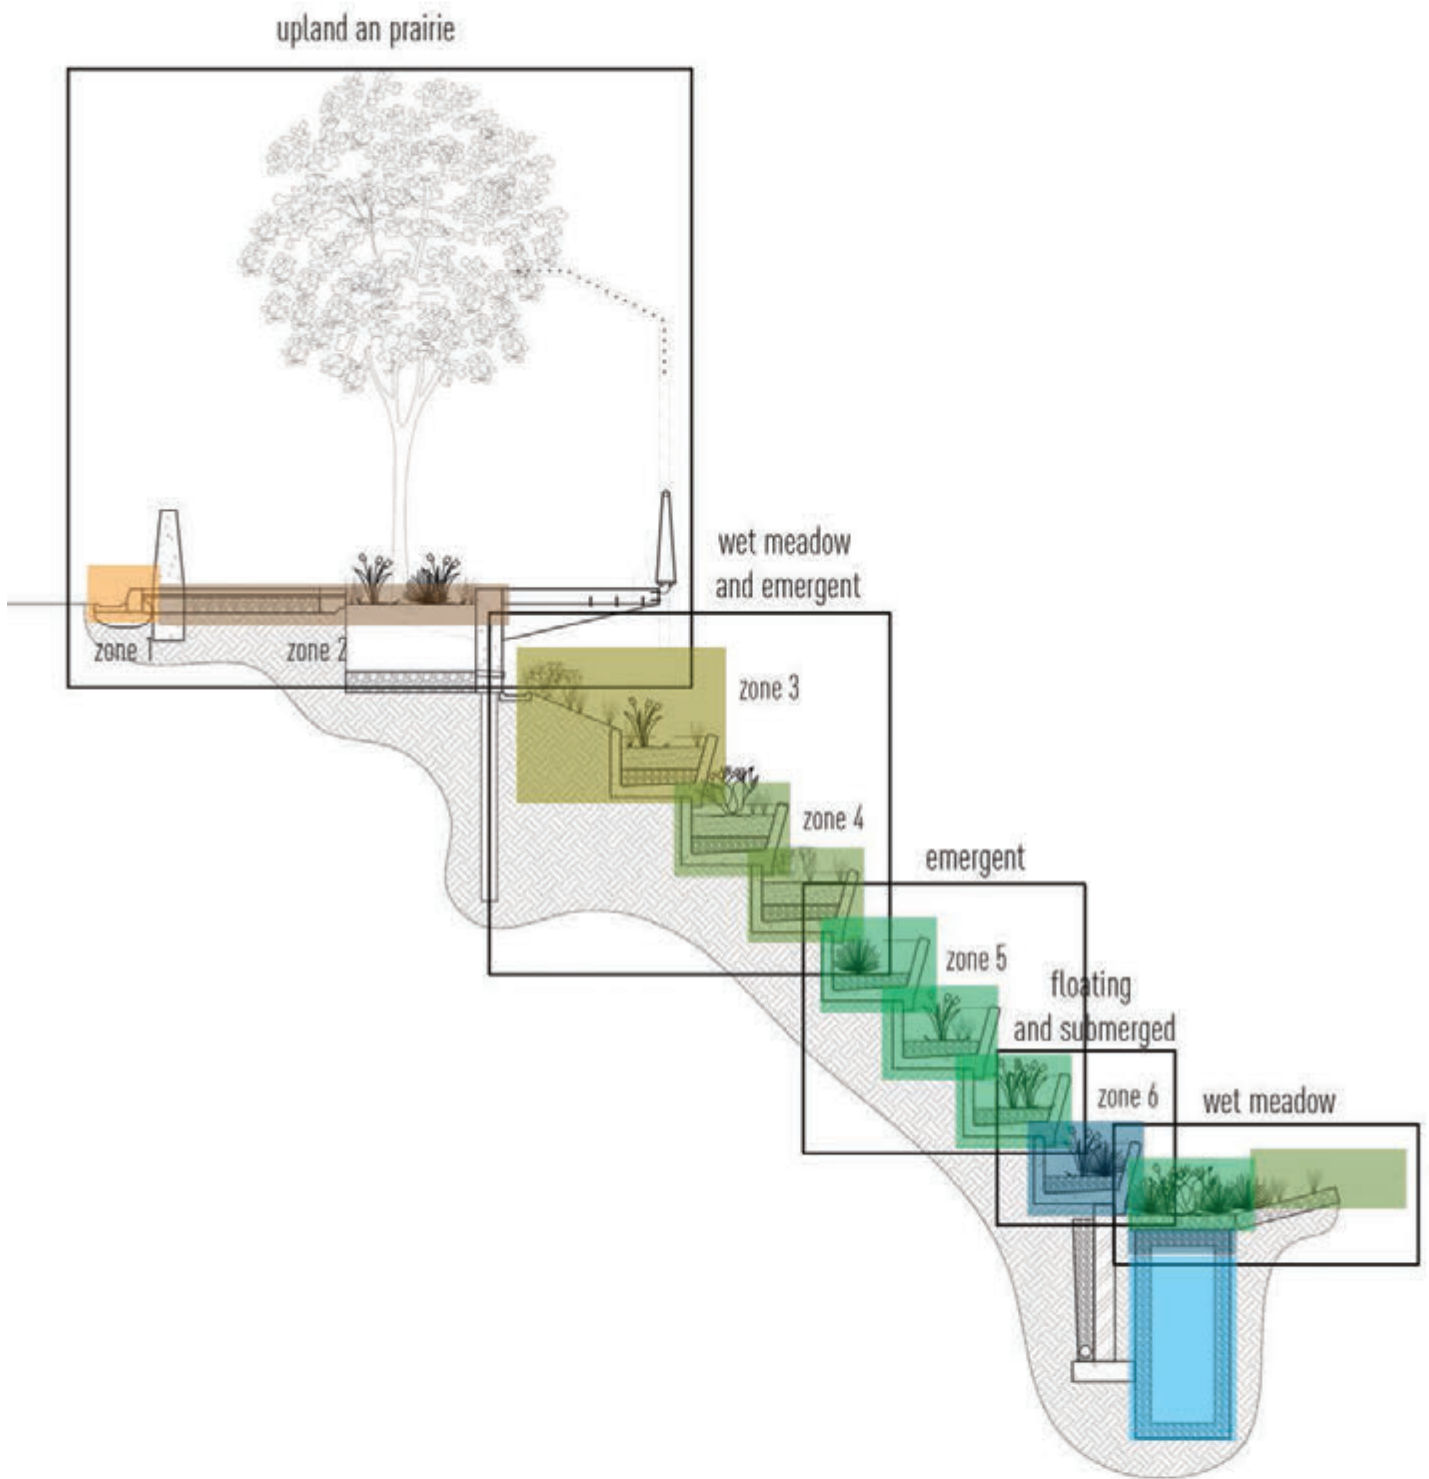 upland an prairie
wet meadow
and emergent
zone 1
zone 2
zone 3
zone 4
emergent
zone 5
floating
and submerged
zone 6
wet meadow